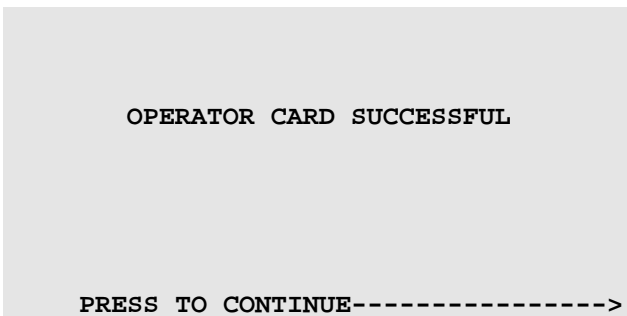 OPERATOR CARD SUCCESSFUL
PRESS TO CONTINUE---------------->